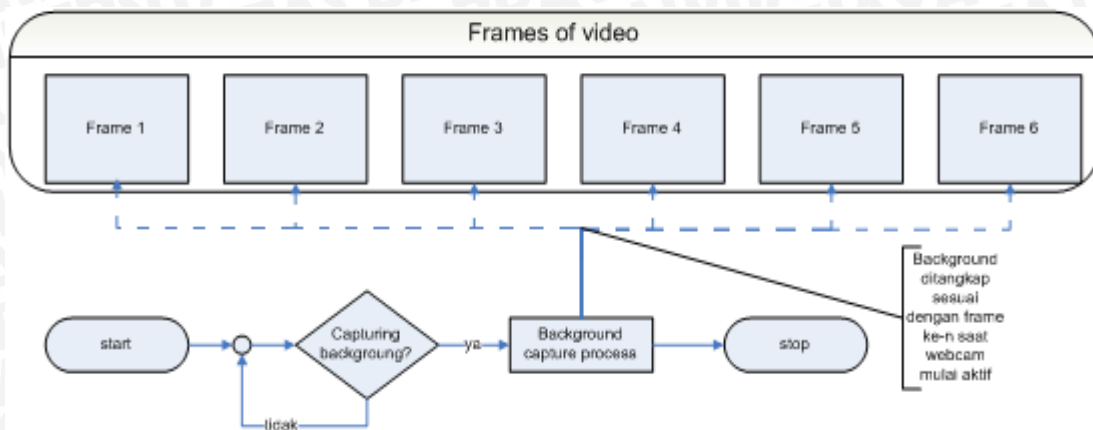 Frames of video
Frame 1
Frame 2
Frame 3
Frame 4
Frame 5
Frame 6
Background
ditangkap
sesuai
dengan frame
ke-n saat
webcam
mulai aktif
start
Capturing
backgroung?
ya
Background
capture process
stop
tidak